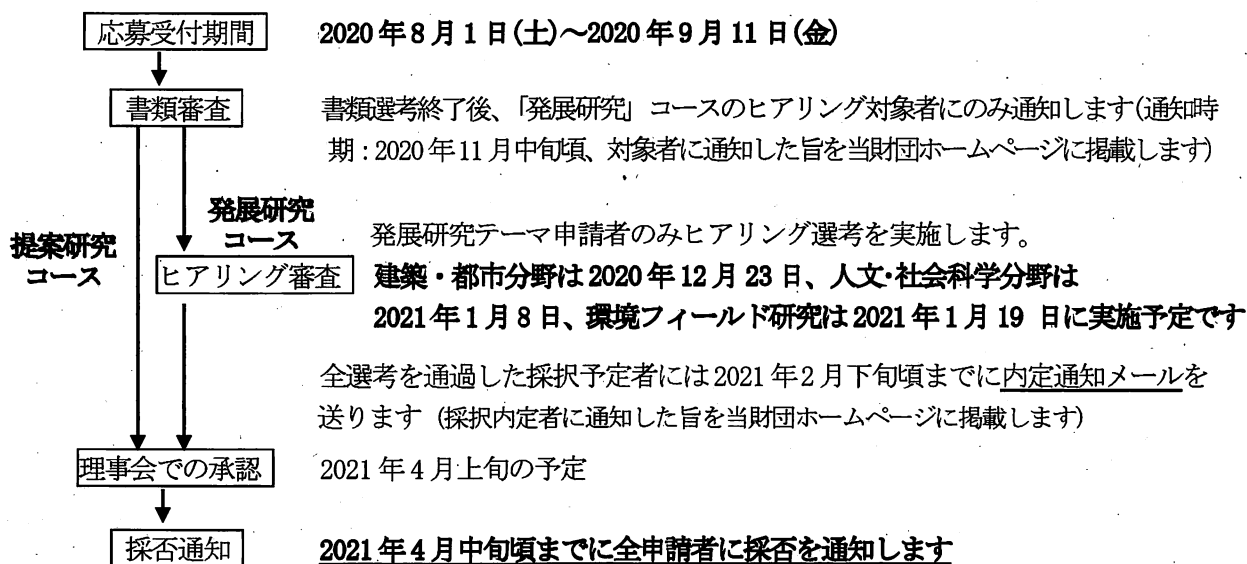 応募受付期間 2020年8月1日(土)～2020年9月11日(金)
書類審査 書類選考終了後、「発展研究」コースのヒアリング対象者にのみ通知します(通知時
期：2020年11月中旬頃、対象者に通知した旨を当財団ホームページに掲載します)
提案研究
コース
発展研究
コース
発展研究テーマ申請者のみヒアリング選考を実施します。
ヒアリング審査 建築・都市分野は2020年12月23日、人文・社会科学分野は
2021年1月8日、環境フィールド研究は2021年1月19 日に実施予定です
全選考を通過した採択予定者には2021年2月下旬頃までに内定通知メールを
送ります（採択内定者に通知した旨を当財団ホームページに掲載します）
理事会での承認 2021年4月上旬の予定
採否通知 2021年4月中旬頃までに全申請者に採否を通知します